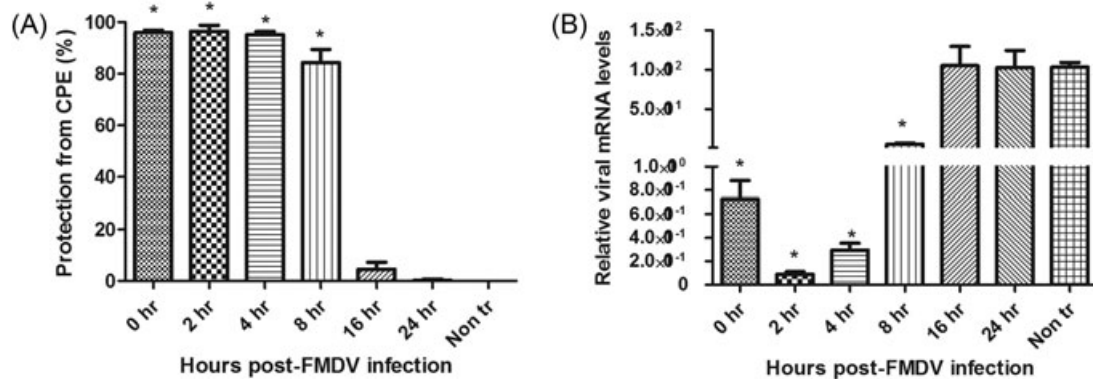 (A)
Protection from CPE (%)
100
80
60
40
20
0
* * * *
0 hr 2 hr 4 hr 8 hr 16 hr 24 hr Non tr
Hours post-FMDV infection
(B)
Relative viral mRNA levels
1.5×10²
1.0×10²
5.0×10¹
1.0×10⁰
8.0×10⁻¹
6.0×10⁻¹
4.0×10⁻¹
2.0×10⁻¹
0
* * * *
0 hr 2 hr 4 hr 8 hr 16 hr 24 hr Non tr
Hours post-FMDV infection